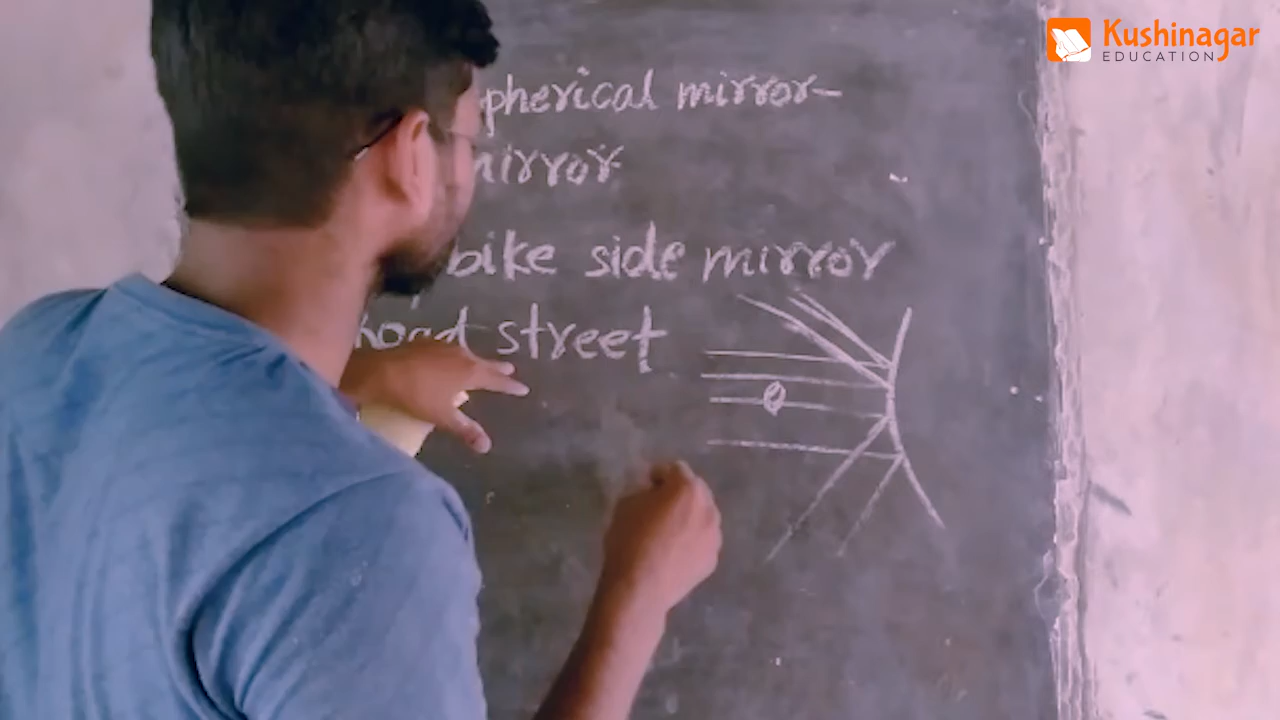 pherical mirror-
mirror
bike side mirror
street
Kushinagar
EDUCATION